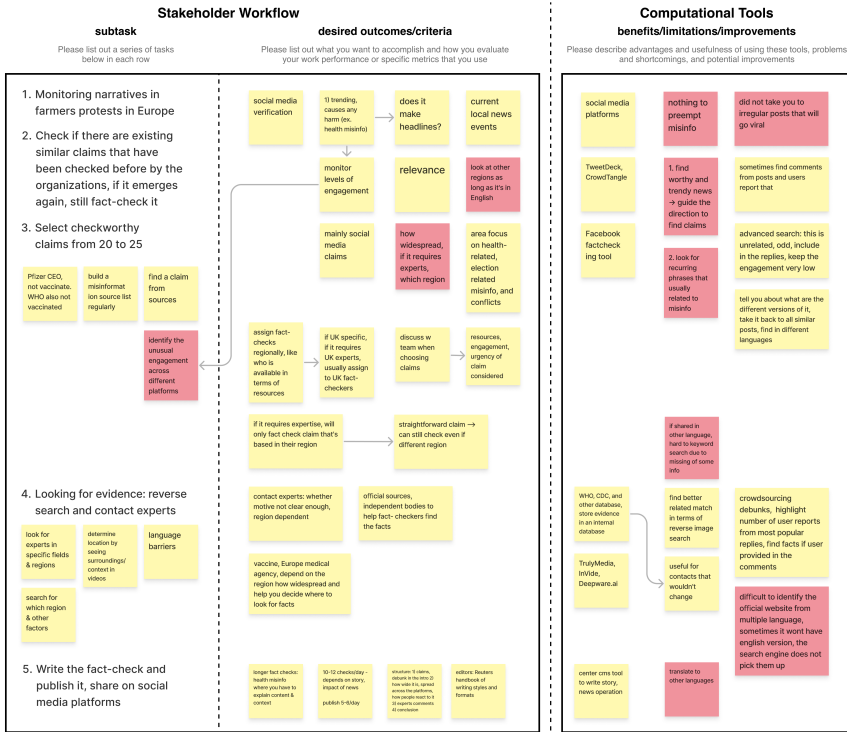 Stakeholder Workflow
Computational Tools
subtask
desired outcomes/criteria
benefits/limitations/improvements
Please list out a series of tasks
below in each row
Please list out what you want to accomplish and how you evaluate
your work performance or specific metrics that you use
Please describe advantages and usefulness of using these tools, problems
and shortcomings, and potential improvements
1. Monitoring narratives in
farmers protests in Europe
2. Check if there are existing
similar claims that have
been checked before by the
organizations, if it emerges
again, still fact-check it
3. Select checkworthy
claims from 20 to 25
Pfizer CEO,
not vaccinate.
WHO also not
vaccinated
build a
misinformat
ion source list
regularly
find a claim
from
sources
identify the
unusual
engagement
across
different
platforms
4. Looking for evidence: reverse
search and contact experts
look for
experts in
specific fields
& regions
determine
location by
seeing
surroundings/
context in
videos
language
barriers
search for
which region
& other
factors
5. Write the fact-check and
publish it, share on social
media platforms
social media
verification
1) trending,
causes any
harm (ex.
health misinfo)
does it
make
headlines?
current
local news
events
monitor
levels of
engagement
relevance
look at other
regions as
long as it's in
English
mainly social
media
claims
how
widespread,
if it requires
experts,
which region
area focus on
health-
related,
election
related
misinfo, and
conflicts
assign fact-
checks
regionally, like
who is
available in
terms of
resources
if UK specific,
if it requires
UK experts,
usually assign
to UK fact-
checkers
discuss w
team when
choosing
claims
resources,
engagement,
urgency of
claim
considered
if it requires expertise, will
only fact check claim that's
based in their region
straightforward claim →
can still check even if
different region
contact experts: whether
motive not clear enough,
region dependent
official sources,
independent bodies to
help fact- checkers find
the facts
vaccine, Europe medical
agency, depend on the
region how widespread and
help you decide where to
look for facts
longer fact checks:
health misinfo
where you have to
explain content &
context
10-12 checks/day -
depends on story,
impact of news
publish 5-6/day
structure: 1) claims,
debunk in the intro 2)
how wide it is, spread
across the platforms,
how people react to it
3) experts comments
4) conclusion
editors: Reuters
handbook of
writing styles and
formats
social media
platforms
nothing to
preempt
misinfo
did not take you to
irregular posts that will
go viral
TweetDeck,
CrowdTangle
1. find
worthy and
trendy news
→ guide the
direction to
find claims
sometimes find comments
from posts and users
report that
Facebook
factcheck
ing tool
2. look for
recurring
phrases that
usually
related to
misinfo
advanced search: this is
unrelated, odd, include
in the replies, keep the
engagement very low
tell you about what are the
different versions of it,
take it back to all similar
posts, find in different
languages
if shared in
other language,
hard to keyword
search due to
missing of some
info
WHO, CDC, and
other database,
store evidence
in an internal
database
find better
related match
in terms of
reverse image
search
crowdsourcing
debunks, highlight
number of user reports
from most popular
replies, find facts if user
provided in the
comments
TrulyMedia,
InVide,
Deepware.ai
useful for
contacts that
wouldn't
change
difficult to identify the
official website from
multiple language,
sometimes it wont have
english version, the
search engine does not
pick them up
center cms tool
to write story,
news operation
translate to
other languages